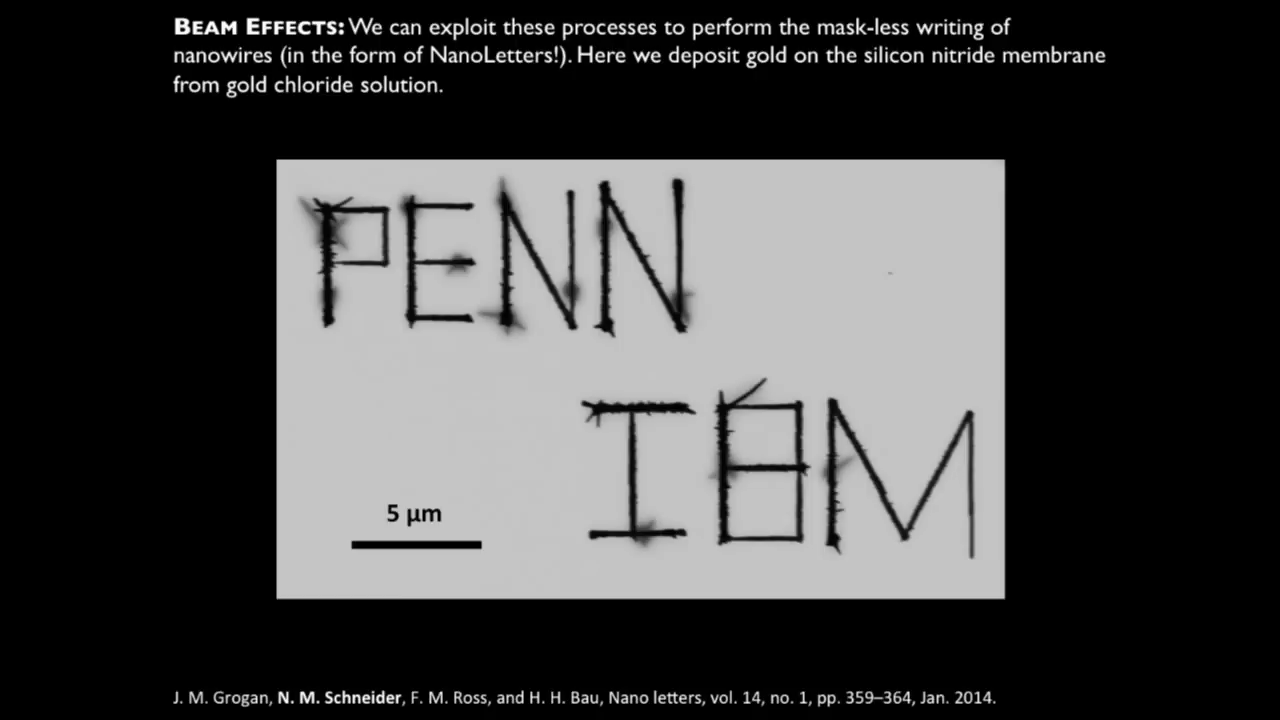 BEAM EFFECTS: We can exploit these processes to perform the mask-less writing of
nanowires (in the form of NanoLetters!). Here we deposit gold on the silicon nitride membrane
from gold chloride solution.
PENN
IBM
5 µm
J. M. Grogan, N. M. Schneider, F. M. Ross, and H. H. Bau, Nano letters, vol. 14, no. 1, pp. 359–364, Jan. 2014.